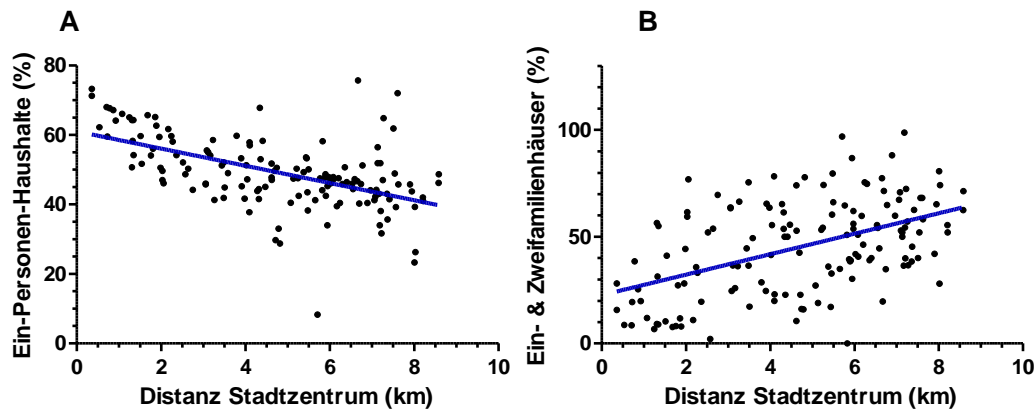 A
Ein-Personen-Haushalte (%)
80
60
40
20
0
0 2 4 6 8 10
Distanz Stadtzentrum (km)
B
Ein- & Zweifamilienhäuser (%)
100
50
0
0 2 4 6 8 10
Distanz Stadtzentrum (km)